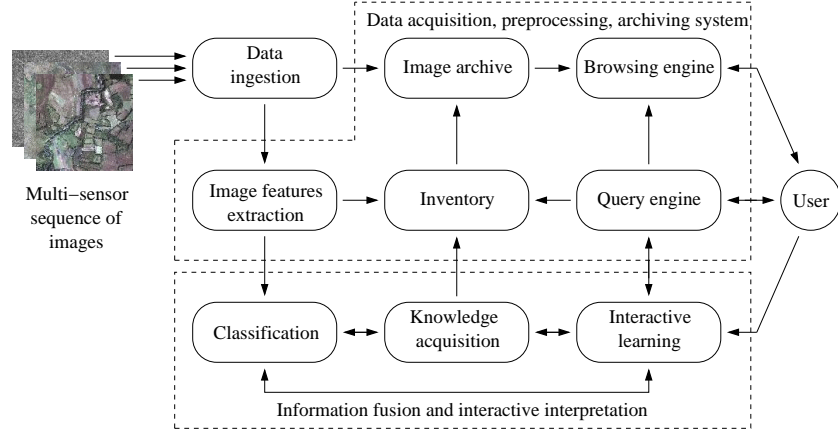 Data acquisition, preprocessing, archiving system
Data
ingestion
Image archive
Browsing engine
Multi−sensor
sequence of
images
Image features
extraction
Inventory
Query engine
User
Classification
Knowledge
acquisition
Interactive
learning
Information fusion and interactive interpretation